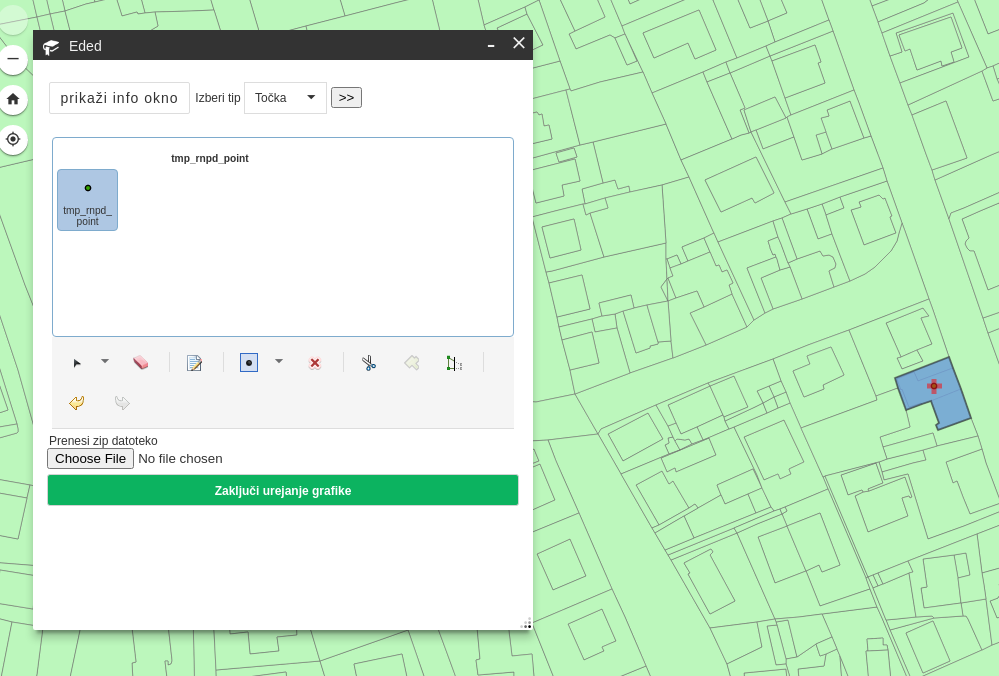 Eded
prikaži info okno Izberi tip Točka >>
tmp_rnpd_point
tmp_rnpd_
point
Prenesi zip datoteko
Choose File No file chosen
Zaključi urejanje grafike